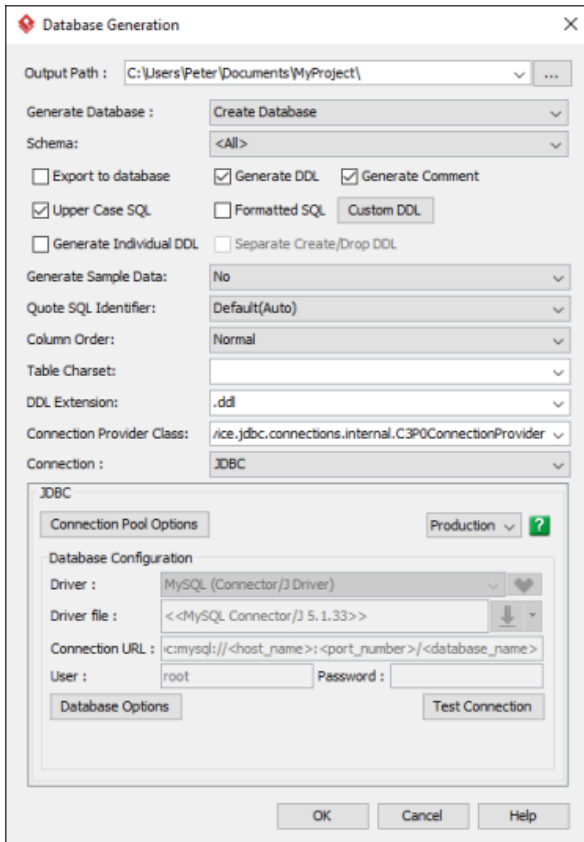 Database Generation
Output Path : C:\Users\Peter\Documents\MyProject\ ...
Generate Database : Create Database
Schema: <All>
Export to database Generate DDL Generate Comment
Upper Case SQL Formatted SQL Custom DDL
Generate Individual DDL Separate Create/Drop DDL
Generate Sample Data: No
Quote SQL Identifier: Default(Auto)
Column Order: Normal
Table Charset:
DDL Extension: .ddl
Connection Provider Class: vice.jdbc.connections.internal.C3P0ConnectionProvider
Connection : JDBC
JDBC
Connection Pool Options Production ?
Database Configuration
Driver : MySQL (Connector/J Driver)
Driver file : <<MySQL Connector/J 5.1.33>>
Connection URL : c:mysql://<host_name>:<port_number>/<database_name>
User : root Password :
Database Options Test Connection
OK Cancel Help